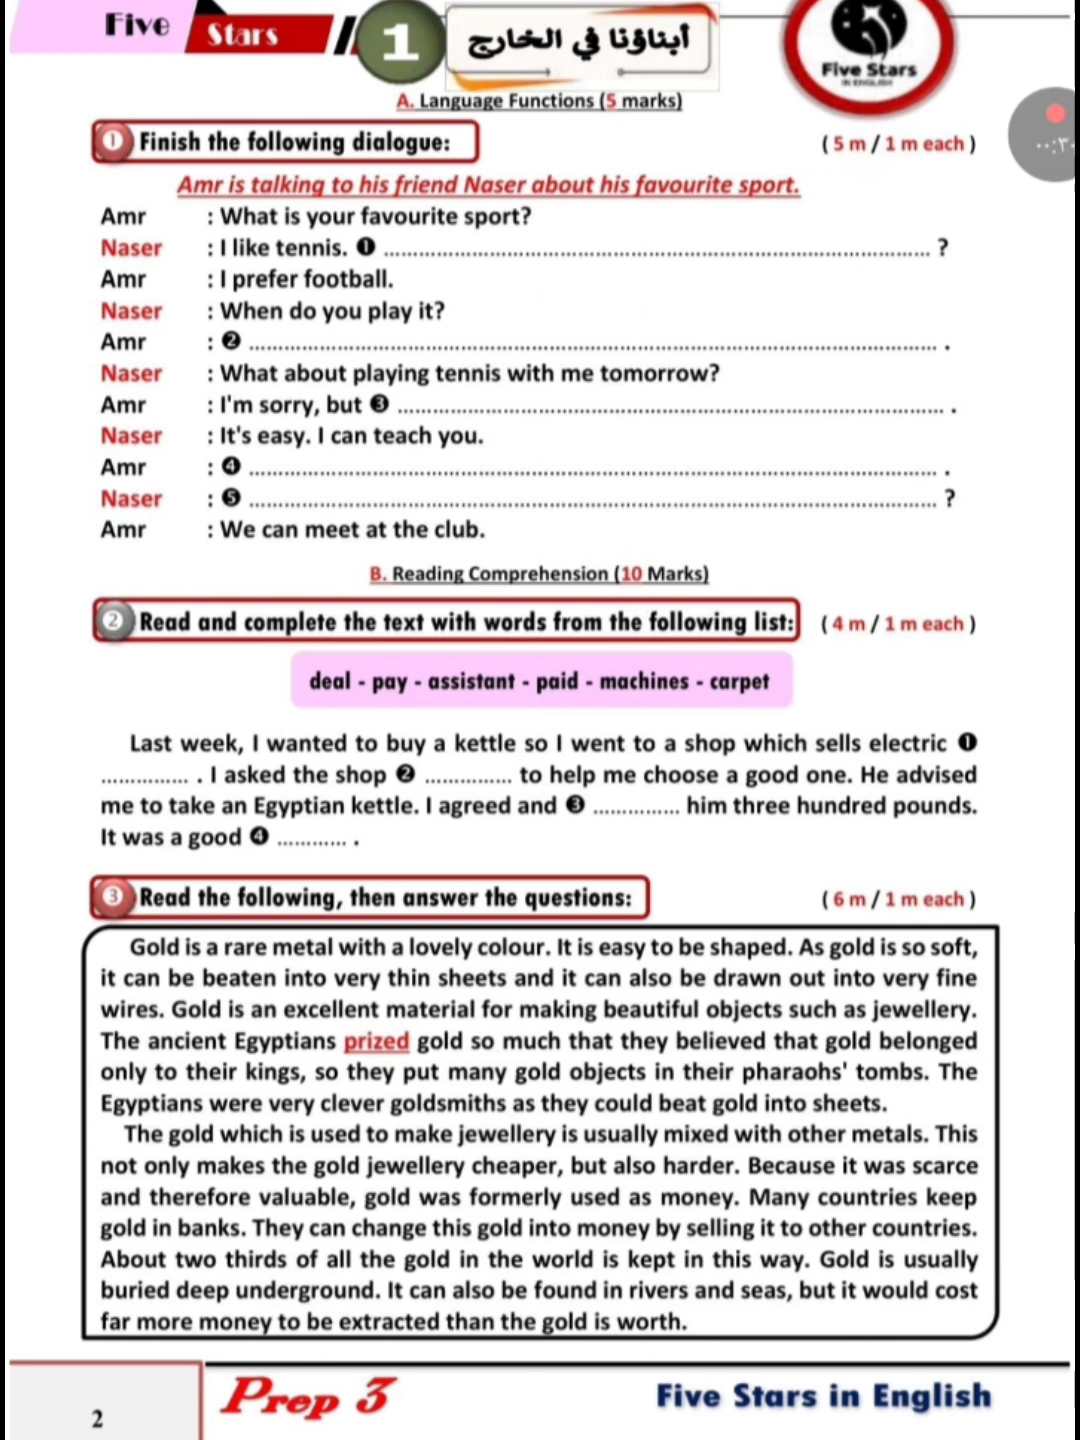 Five Stars 1 أبناؤنا في الخارج
Five Stars
IN ENGLISH
A. Language Functions (5 marks)
٠٠:٣٠
1 Finish the following dialogue: ( 5 m / 1 m each )
Amr is talking to his friend Naser about his favourite sport.
Amr : What is your favourite sport?
Naser : I like tennis. ❶ .......................................................................................... ?
Amr : I prefer football.
Naser : When do you play it?
Amr : ❷ .......................................................................................... .
Naser : What about playing tennis with me tomorrow?
Amr : I'm sorry, but ❸ .......................................................................................... .
Naser : It's easy. I can teach you.
Amr : ❹ .......................................................................................... .
Naser : ❺ .......................................................................................... ?
Amr : We can meet at the club.
B. Reading Comprehension (10 Marks)
2 Read and complete the text with words from the following list: ( 4 m / 1 m each )
deal - pay - assistant - paid - machines - carpet
Last week, I wanted to buy a kettle so I went to a shop which sells electric ❶
............... . I asked the shop ❷ ............... to help me choose a good one. He advised
me to take an Egyptian kettle. I agreed and ❸ ............... him three hundred pounds.
It was a good ❹ ............ .
3 Read the following, then answer the questions: ( 6 m / 1 m each )
Gold is a rare metal with a lovely colour. It is easy to be shaped. As gold is so soft,
it can be beaten into very thin sheets and it can also be drawn out into very fine
wires. Gold is an excellent material for making beautiful objects such as jewellery.
The ancient Egyptians prized gold so much that they believed that gold belonged
only to their kings, so they put many gold objects in their pharaohs' tombs. The
Egyptians were very clever goldsmiths as they could beat gold into sheets.
The gold which is used to make jewellery is usually mixed with other metals. This
not only makes the gold jewellery cheaper, but also harder. Because it was scarce
and therefore valuable, gold was formerly used as money. Many countries keep
gold in banks. They can change this gold into money by selling it to other countries.
About two thirds of all the gold in the world is kept in this way. Gold is usually
buried deep underground. It can also be found in rivers and seas, but it would cost
far more money to be extracted than the gold is worth.
2 Prep 3 Five Stars in English